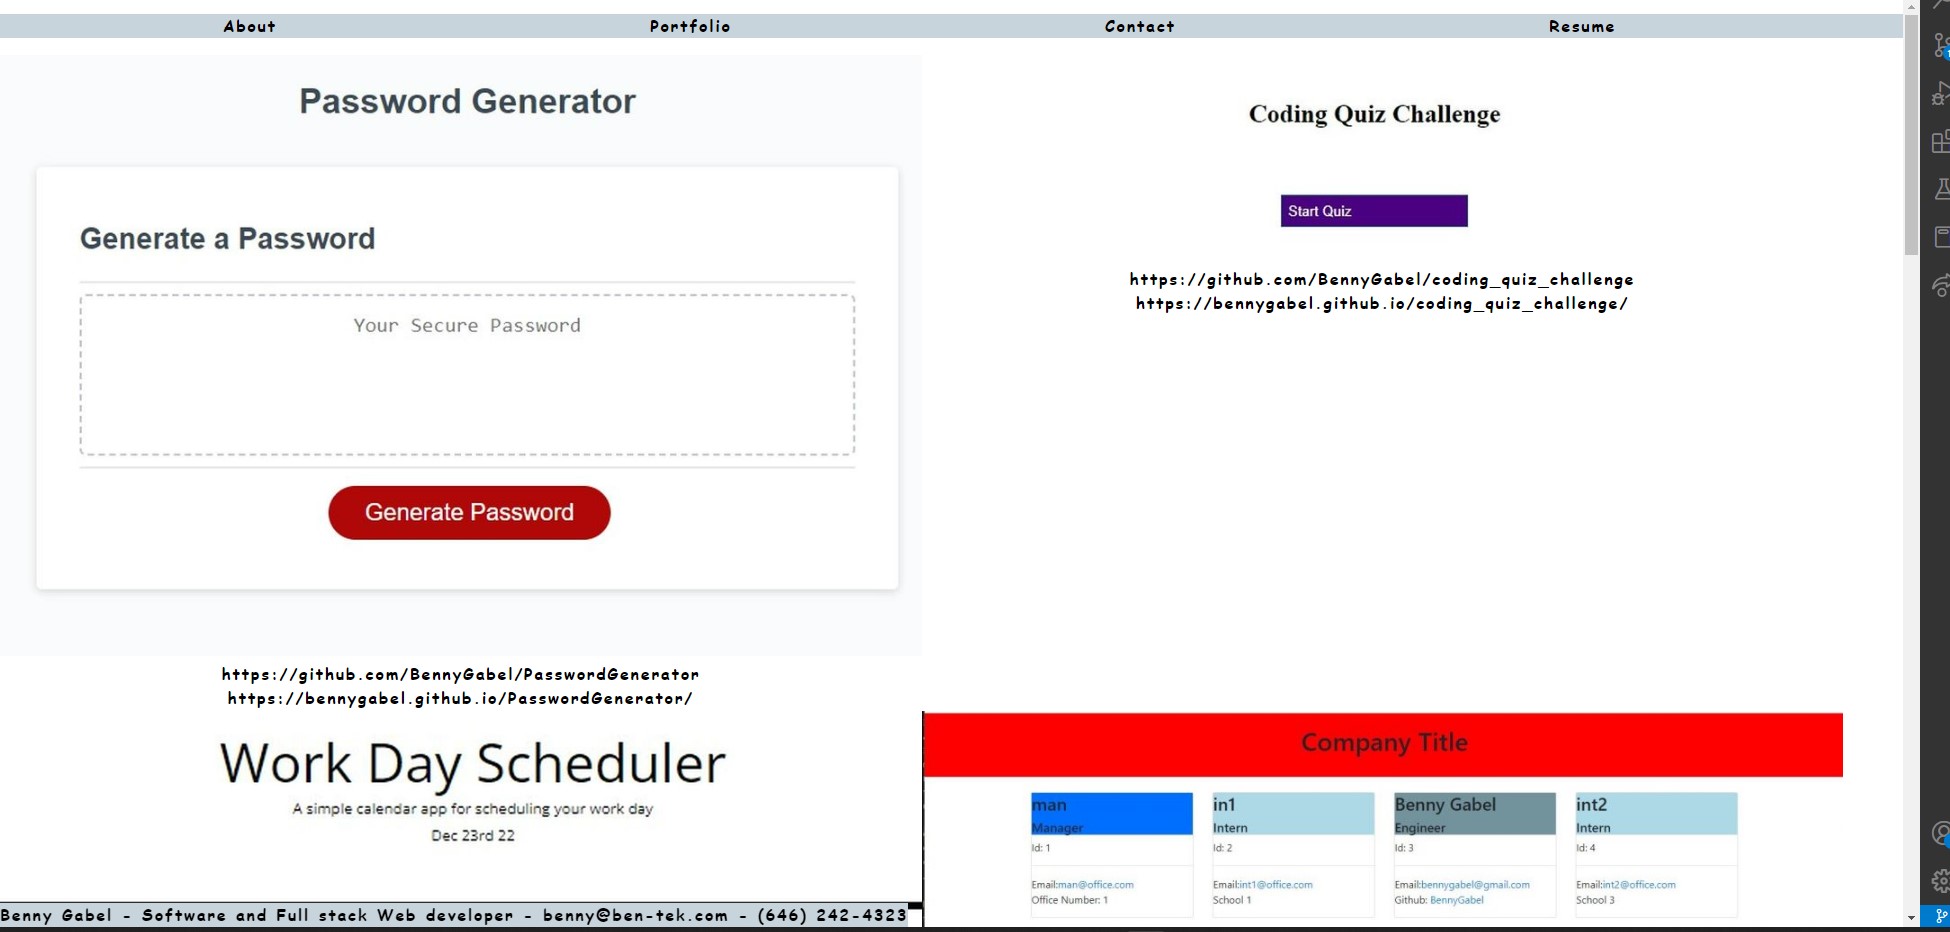 About Portfolio Contact Resume
Password Generator
Generate a Password
Your Secure Password
Generate Password
https://github.com/BennyGabel/PasswordGenerator
https://bennygabel.github.io/PasswordGenerator/
Coding Quiz Challenge
Start Quiz
https://github.com/BennyGabel/coding_quiz_challenge
https://bennygabel.github.io/coding_quiz_challenge/
Work Day Scheduler
A simple calendar app for scheduling your work day
Dec 23rd 22
Company Title
man
Manager
Id: 1
Email:man@office.com
Office Number: 1
in1
Intern
Id: 2
Email:int1@office.com
School 1
Benny Gabel
Engineer
Id: 3
Email:bennygabel@gmail.com
Github: BennyGabel
int2
Intern
Id: 4
Email:int2@office.com
School 3
Benny Gabel - Software and Full stack Web developer - benny@ben-tek.com - (646) 242-4323